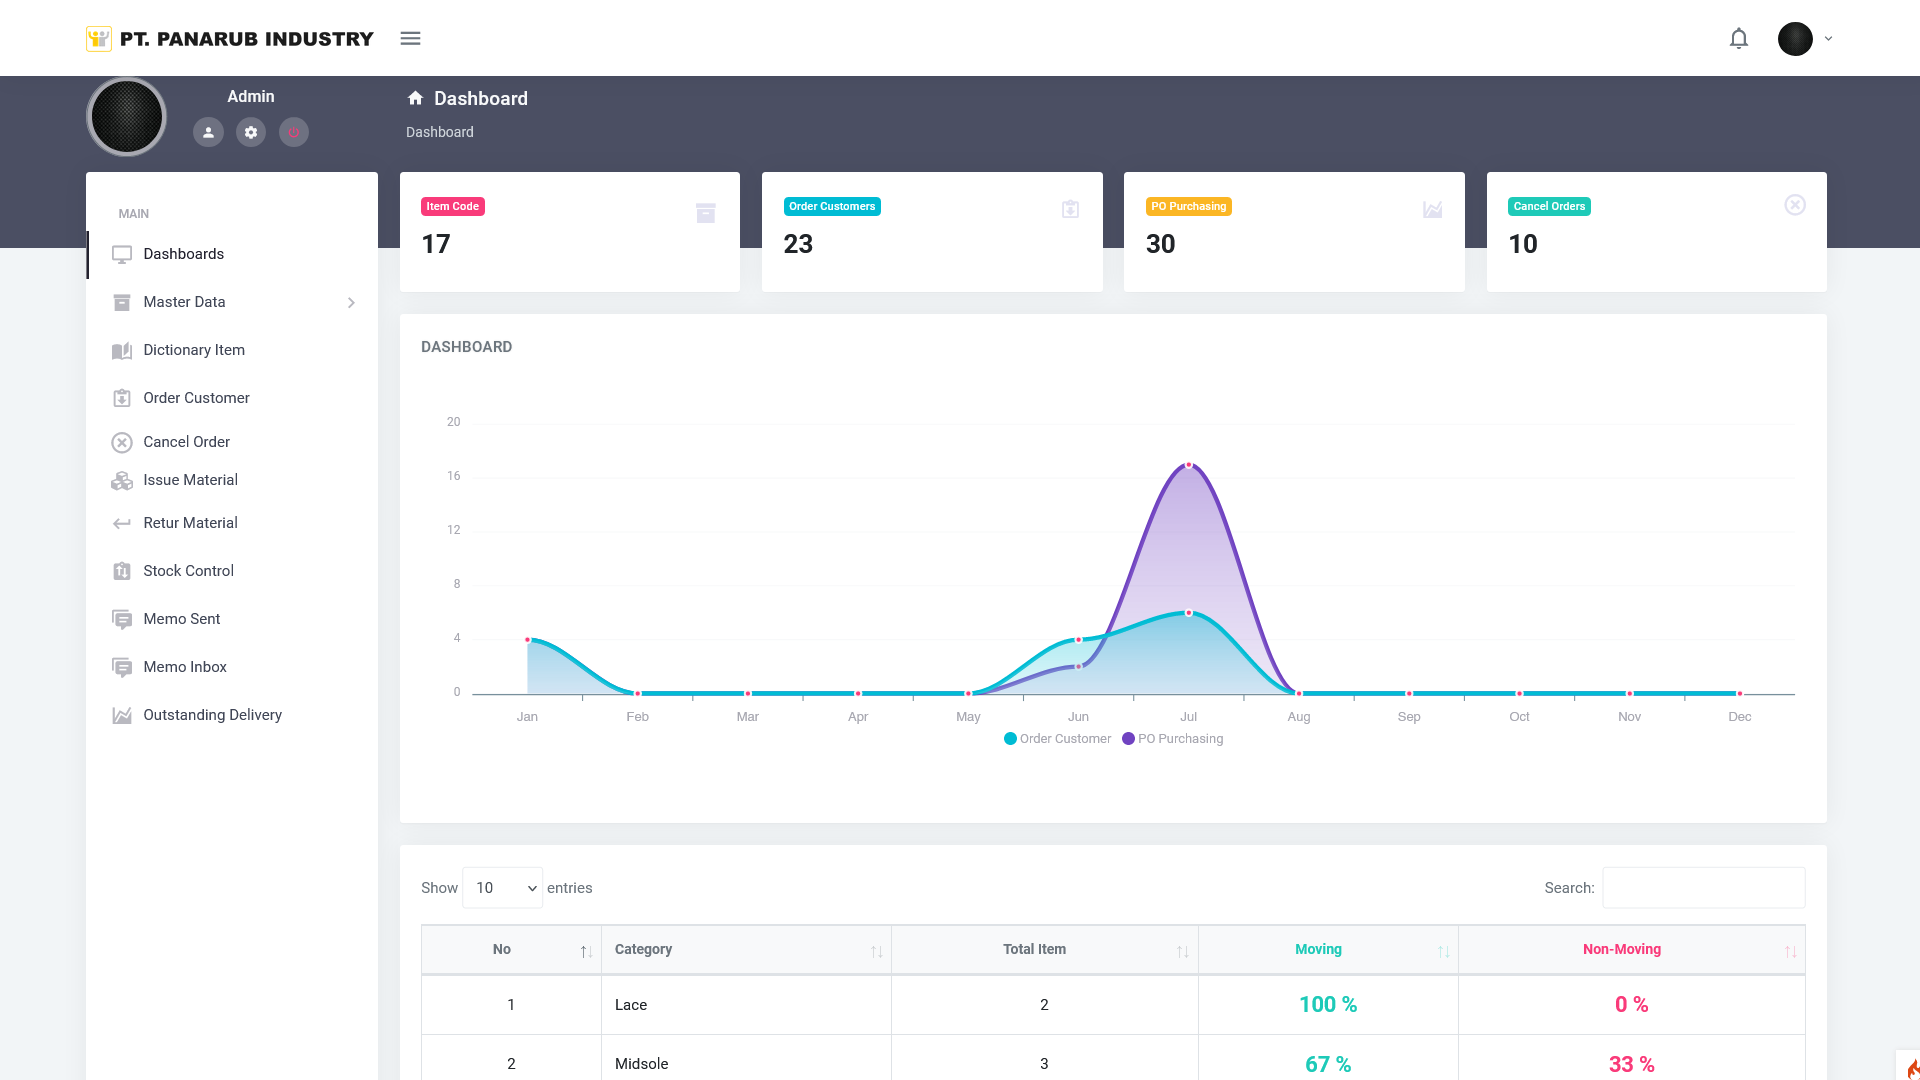 PT. PANARUB INDUSTRY
Admin
Dashboard
Dashboard
MAIN
Dashboards
Master Data
Dictionary Item
Order Customer
Cancel Order
Issue Material
Retur Material
Stock Control
Memo Sent
Memo Inbox
Outstanding Delivery
Item Code
17
Order Customers
23
PO Purchasing
30
Cancel Orders
10
DASHBOARD
20
16
12
8
4
0
Jan Feb Mar Apr May Jun Jul Aug Sep Oct Nov Dec
Order Customer PO Purchasing
Show 10 entries
Search:
No Category Total Item Moving Non-Moving
1 Lace 2 100 % 0 %
2 Midsole 3 67 % 33 %